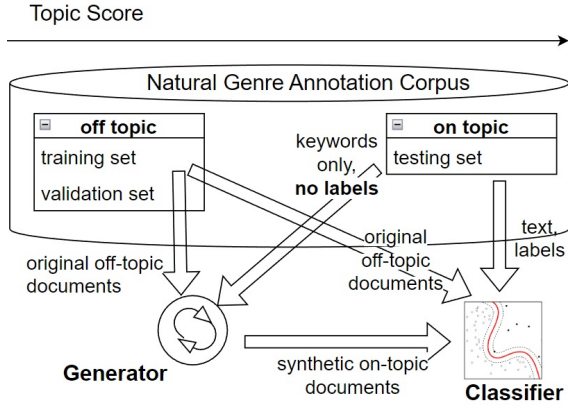 Topic Score
Natural Genre Annotation Corpus
off topic
training set
validation set
keywords
only,
no labels
on topic
testing set
original off-topic
documents
original
off-topic
documents
text,
labels
Generator
synthetic on-topic
documents
Classifier